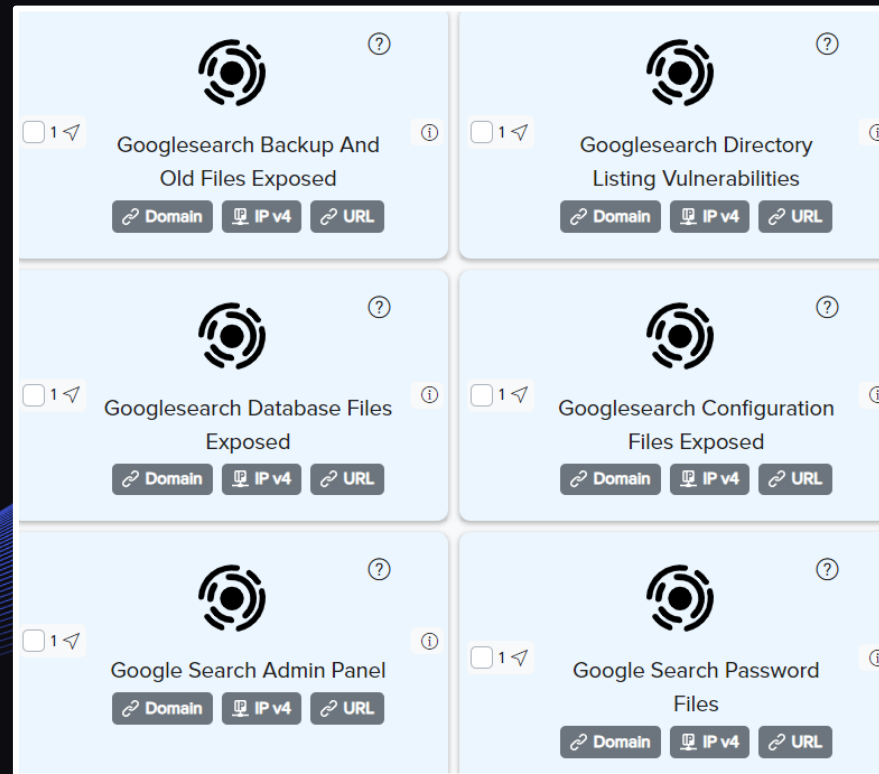 1
Googlesearch Backup And
Old Files Exposed
Domain IP v4 URL
1
Googlesearch Directory
Listing Vulnerabilities
Domain IP v4 URL
1
Googlesearch Database Files
Exposed
Domain IP v4 URL
1
Googlesearch Configuration
Files Exposed
Domain IP v4 URL
1
Google Search Admin Panel
Domain IP v4 URL
1
Google Search Password
Files
Domain IP v4 URL